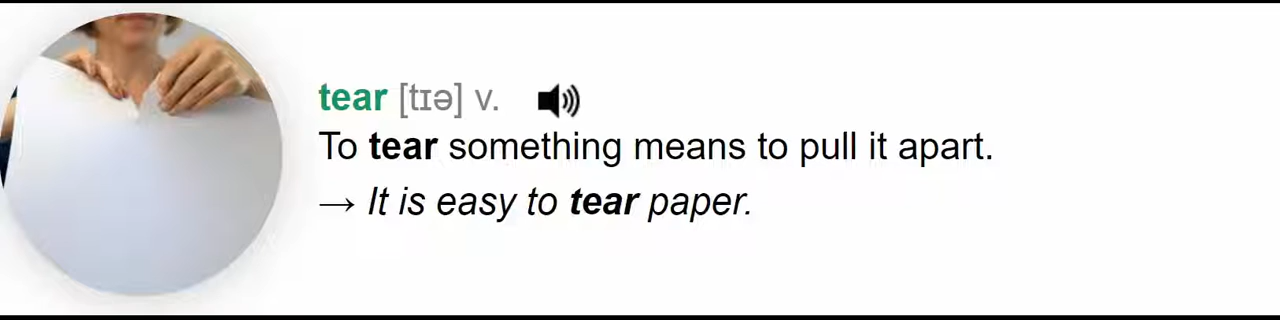 tear [tɪə] v.
To tear something means to pull it apart.
→ It is easy to tear paper.